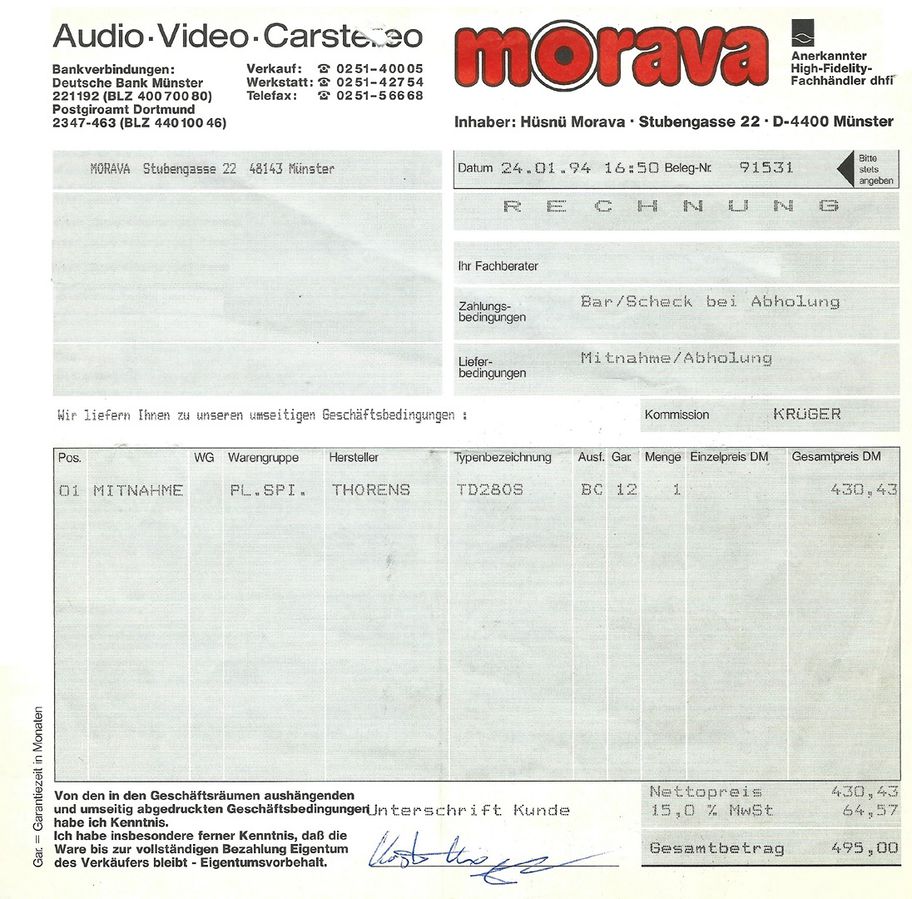 Audio·Video·Carstereo
morava
Anerkannter
High-Fidelity-
Fachhändler dhfi
Bankverbindungen:
Deutsche Bank Münster
221192 (BLZ 400 700 80)
Postgiroamt Dortmund
2347-463 (BLZ 440 100 46)
Verkauf: ☎ 0251-40005
Werkstatt: ☎ 0251-42754
Telefax: ☎ 0251-56668
Inhaber: Hüsnü Morava · Stubengasse 22 · D-4400 Münster
MORAVA Stubengasse 22 48143 Münster
Datum 24.01.94 16:50 Beleg-Nr. 91531
Bitte
stets
angeben
RECHNUNG
Ihr Fachberater
Zahlungs-
bedingungen
Bar/Scheck bei Abholung
Liefer-
bedingungen
Mitnahme/Abholung
Wir liefern Ihnen zu unseren umseitigen Geschäftsbedingungen :
Kommission KRÜGER
Pos. WG Warengruppe Hersteller Typenbezeichnung Ausf. Gar. Menge Einzelpreis DM Gesamtpreis DM
01 MITNAHME PL.SPI. THORENS TD280S BC 12 1 430,43
Gar. = Garantiezeit in Monaten
Von den in den Geschäftsräumen aushängenden
und umseitig abgedruckten Geschäftsbedingungen
habe ich Kenntnis.
Ich habe insbesondere ferner Kenntnis, daß die
Ware bis zur vollständigen Bezahlung Eigentum
des Verkäufers bleibt - Eigentumsvorbehalt.
Unterschrift Kunde
Nettopreis 430,43
15,0 % MwSt 64,57
Gesamtbetrag 495,00